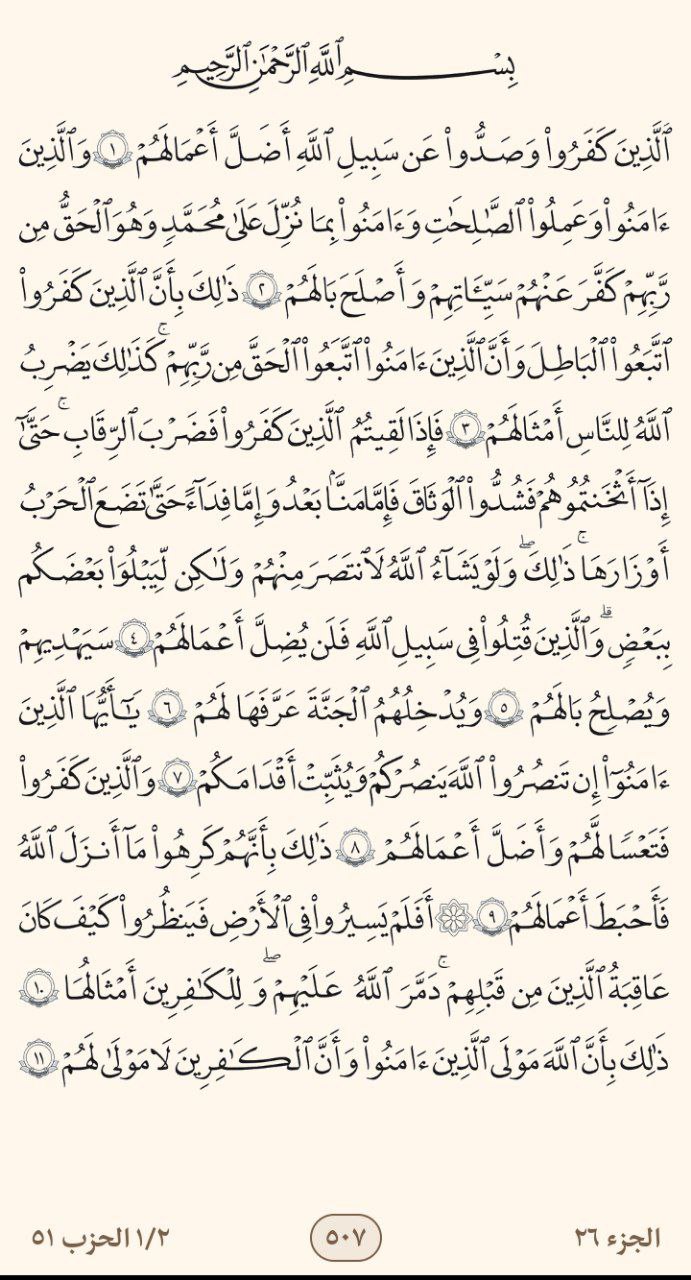 بِسْمِ ٱللَّهِ ٱلرَّحْمَٰنِ ٱلرَّحِيمِ
ٱلَّذِينَ كَفَرُوا۟ وَصَدُّوا۟ عَن سَبِيلِ ٱللَّهِ أَضَلَّ أَعْمَٰلَهُمْ ١ وَٱلَّذِينَ
ءَامَنُوا۟ وَعَمِلُوا۟ ٱلصَّٰلِحَٰتِ وَءَامَنُوا۟ بِمَا نُزِّلَ عَلَىٰ مُحَمَّدٍ وَهُوَ ٱلْحَقُّ مِن
رَّبِّهِمْ كَفَّرَ عَنْهُمْ سَيِّـَٔاتِهِمْ وَأَصْلَحَ بَالَهُمْ ٢ ذَٰلِكَ بِأَنَّ ٱلَّذِينَ كَفَرُوا۟
ٱتَّبَعُوا۟ ٱلْبَٰطِلَ وَأَنَّ ٱلَّذِينَ ءَامَنُوا۟ ٱتَّبَعُوا۟ ٱلْحَقَّ مِن رَّبِّهِمْ ۚ كَذَٰلِكَ يَضْرِبُ
ٱللَّهُ لِلنَّاسِ أَمْثَٰلَهُمْ ٣ فَإِذَا لَقِيتُمُ ٱلَّذِينَ كَفَرُوا۟ فَضَرْبَ ٱلرِّقَابِ ۚ حَتَّىٰٓ
إِذَآ أَثْخَنتُمُوهُمْ فَشُدُّوا۟ ٱلْوَثَاقَ فَإِمَّا مَنًّۢا بَعْدُ وَإِمَّا فِدَآءً حَتَّىٰ تَضَعَ ٱلْحَرْبُ
أَوْزَارَهَا ۚ ذَٰلِكَ ۖ وَلَوْ يَشَآءُ ٱللَّهُ لَٱنتَصَرَ مِنْهُمْ وَلَٰكِن لِّيَبْلُوَا۟ بَعْضَكُم
بِبَعْضٍ ۗ وَٱلَّذِينَ قُتِلُوا۟ فِى سَبِيلِ ٱللَّهِ فَلَن يُضِلَّ أَعْمَٰلَهُمْ ٤ سَيَهْدِيهِمْ
وَيُصْلِحُ بَالَهُمْ ٥ وَيُدْخِلُهُمُ ٱلْجَنَّةَ عَرَّفَهَا لَهُمْ ٦ يَٰٓأَيُّهَا ٱلَّذِينَ
ءَامَنُوٓا۟ إِن تَنصُرُوا۟ ٱللَّهَ يَنصُرْكُمْ وَيُثَبِّتْ أَقْدَامَكُمْ ٧ وَٱلَّذِينَ كَفَرُوا۟
فَتَعْسًا لَّهُمْ وَأَضَلَّ أَعْمَٰلَهُمْ ٨ ذَٰلِكَ بِأَنَّهُمْ كَرِهُوا۟ مَآ أَنزَلَ ٱللَّهُ
فَأَحْبَطَ أَعْمَٰلَهُمْ ٩ ۞ أَفَلَمْ يَسِيرُوا۟ فِى ٱلْأَرْضِ فَيَنظُرُوا۟ كَيْفَ كَانَ
عَٰقِبَةُ ٱلَّذِينَ مِن قَبْلِهِمْ ۚ دَمَّرَ ٱللَّهُ عَلَيْهِمْ ۖ وَلِلْكَٰفِرِينَ أَمْثَٰلُهَا ١٠
ذَٰلِكَ بِأَنَّ ٱللَّهَ مَوْلَى ٱلَّذِينَ ءَامَنُوا۟ وَأَنَّ ٱلْكَٰفِرِينَ لَا مَوْلَىٰ لَهُمْ ١١
الجزء ٢٦ ٥٠٧ ١/٢ الحزب ٥١